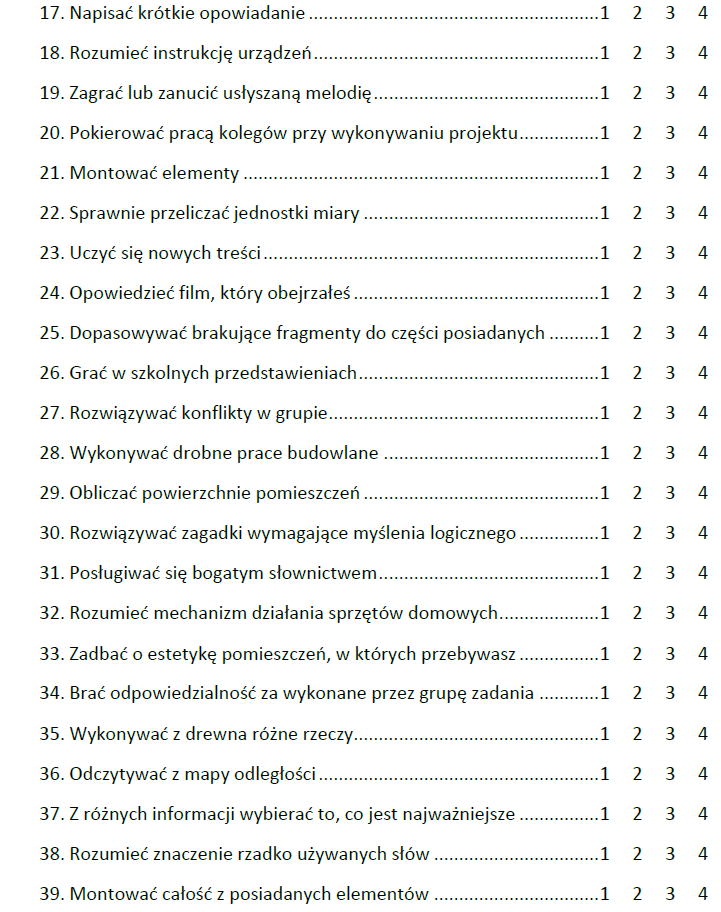 17. Napisać krótkie opowiadanie ............................................................1 2 3 4
18. Rozumieć instrukcję urządzeń...........................................................1 2 3 4
19. Zagrać lub zanucić usłyszaną melodię..............................................1 2 3 4
20. Pokierować pracą kolegów przy wykonywaniu projektu................1 2 3 4
21. Montować elementy .........................................................................1 2 3 4
22. Sprawnie przeliczać jednostki miary ................................................1 2 3 4
23. Uczyć się nowych treści.....................................................................1 2 3 4
24. Opowiedzieć film, który obejrzałeś..................................................1 2 3 4
25. Dopasowywać brakujące fragmenty do części posiadanych ..........1 2 3 4
26. Grać w szkolnych przedstawieniach.................................................1 2 3 4
27. Rozwiązywać konflikty w grupie.......................................................1 2 3 4
28. Wykonywać drobne prace budowlane ............................................1 2 3 4
29. Obliczać powierzchnie pomieszczeń ................................................1 2 3 4
30. Rozwiązywać zagadki wymagające myślenia logicznego................1 2 3 4
31. Posługiwać się bogatym słownictwem.............................................1 2 3 4
32. Rozumieć mechanizm działania sprzętów domowych....................1 2 3 4
33. Zadbać o estetykę pomieszczeń, w których przebywasz................1 2 3 4
34. Brać odpowiedzialność za wykonane przez grupę zadania ............1 2 3 4
35. Wykonywać z drewna różne rzeczy..................................................1 2 3 4
36. Odczytywać z mapy odległości.........................................................1 2 3 4
37. Z różnych informacji wybierać to, co jest najważniejsze ................1 2 3 4
38. Rozumieć znaczenie rzadko używanych słów .................................1 2 3 4
39. Montować całość z posiadanych elementów .................................1 2 3 4